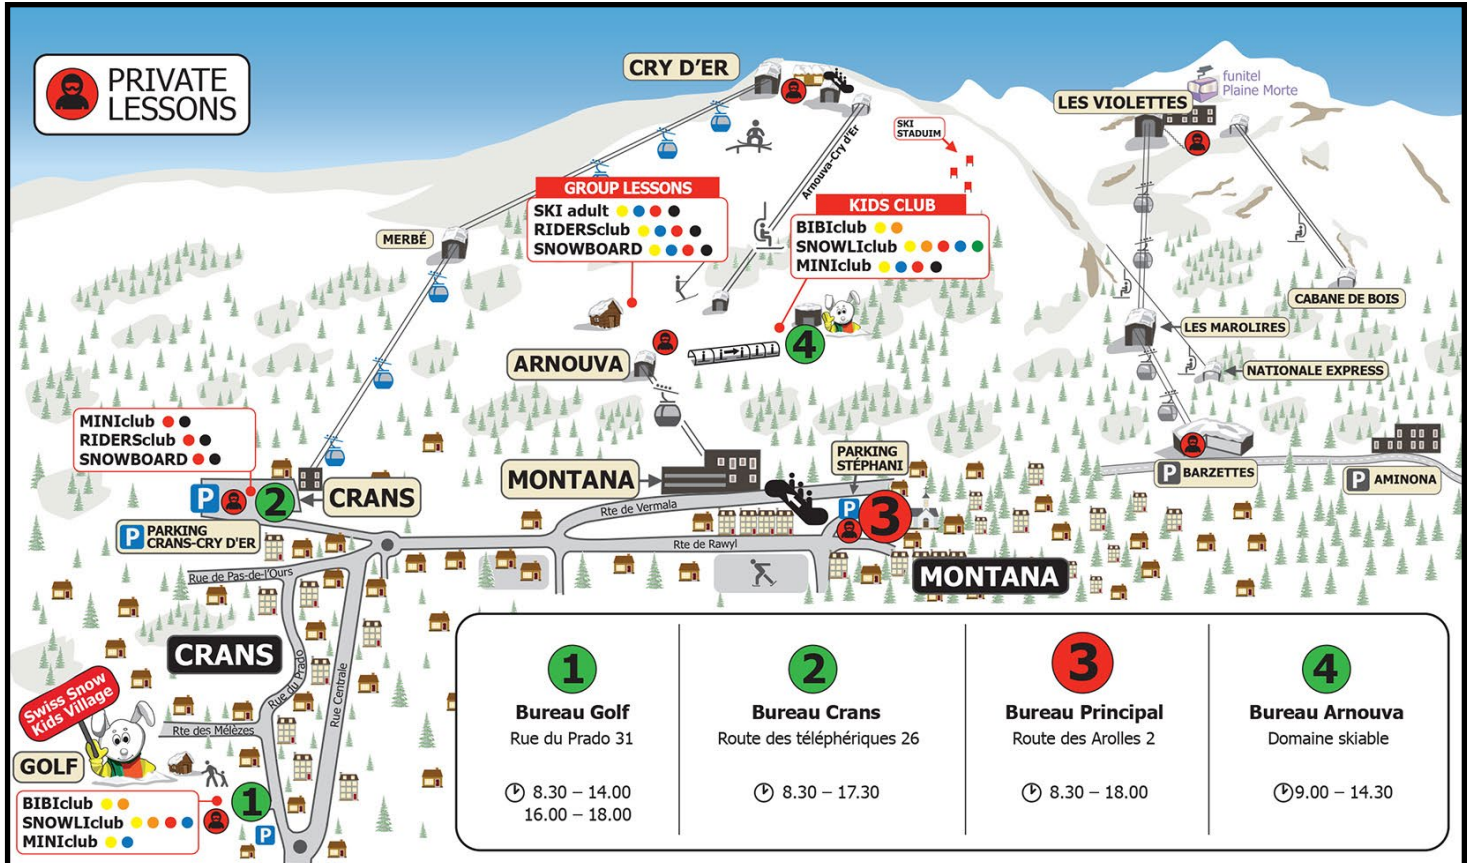 PRIVATE
LESSONS
CRY D'ER
funitel
Plaine Morte
LES VIOLETTES
SKI
STADUIM
Arnouva-Cry d'Er
GROUP LESSONS
SKI adult
RIDERSclub
SNOWBOARD
KIDS CLUB
BIBIclub
SNOWLIclub
MINIclub
MERBÉ
CABANE DE BOIS
LES MAROLIRES
NATIONALE EXPRESS
ARNOUVA
4
MINIclub
RIDERSclub
SNOWBOARD
P
2
CRANS
P PARKING
CRANS-CRY D'ER
MONTANA
PARKING
STÉPHANI
P
3
P BARZETTES
P AMINONA
Rte de Vermala
Rte de Rawyl
MONTANA
Rue de Pas-de-l'Ours
CRANS
Rue du Prado
Rue Centrale
Rte des Mélèzes
Swiss Snow
Kids Village
GOLF
BIBIclub
SNOWLIclub
MINIclub
1
P
1
Bureau Golf
Rue du Prado 31
8.30 – 14.00
16.00 – 18.00
2
Bureau Crans
Route des téléphériques 26
8.30 – 17.30
3
Bureau Principal
Route des Arolles 2
8.30 – 18.00
4
Bureau Arnouva
Domaine skiable
9.00 – 14.30